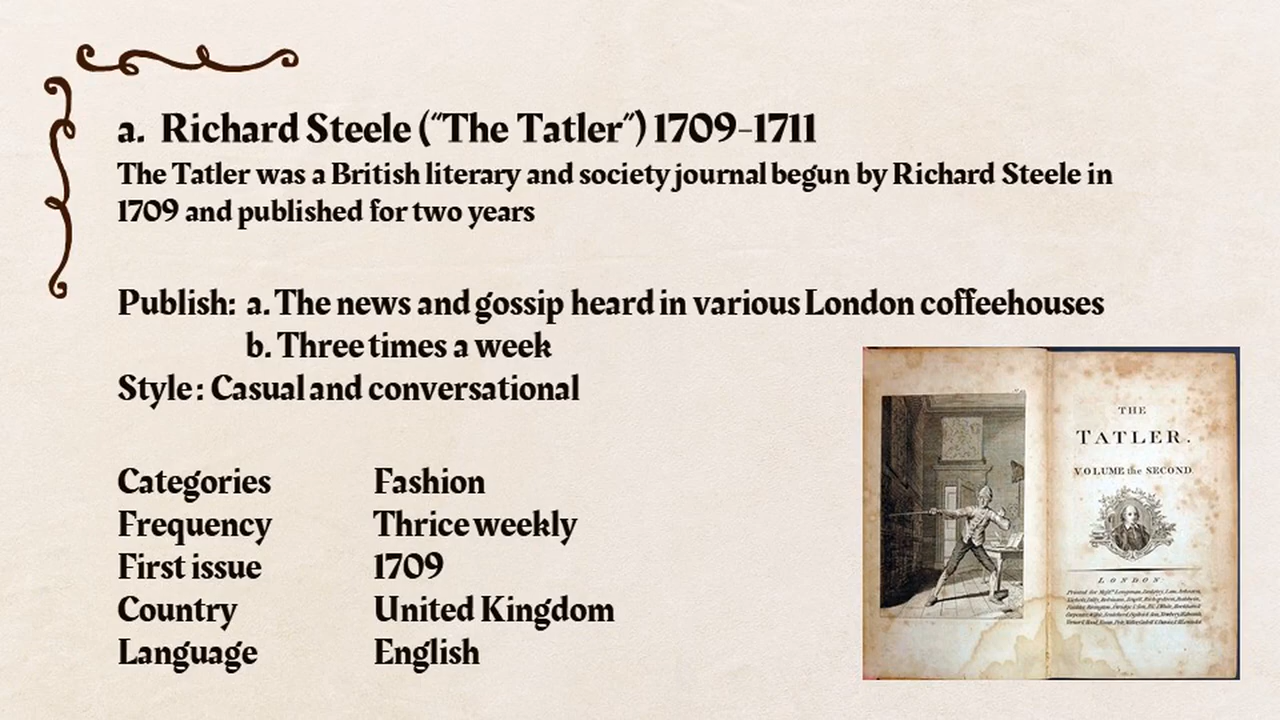 a. Richard Steele (“The Tatler”) 1709-1711
The Tatler was a British literary and society journal begun by Richard Steele in
1709 and published for two years
Publish: a. The news and gossip heard in various London coffeehouses
b. Three times a week
Style: Casual and conversational
Categories Fashion
Frequency Thrice weekly
First issue 1709
Country United Kingdom
Language English
THE
TATLER.
VOLUME the SECOND
LONDON